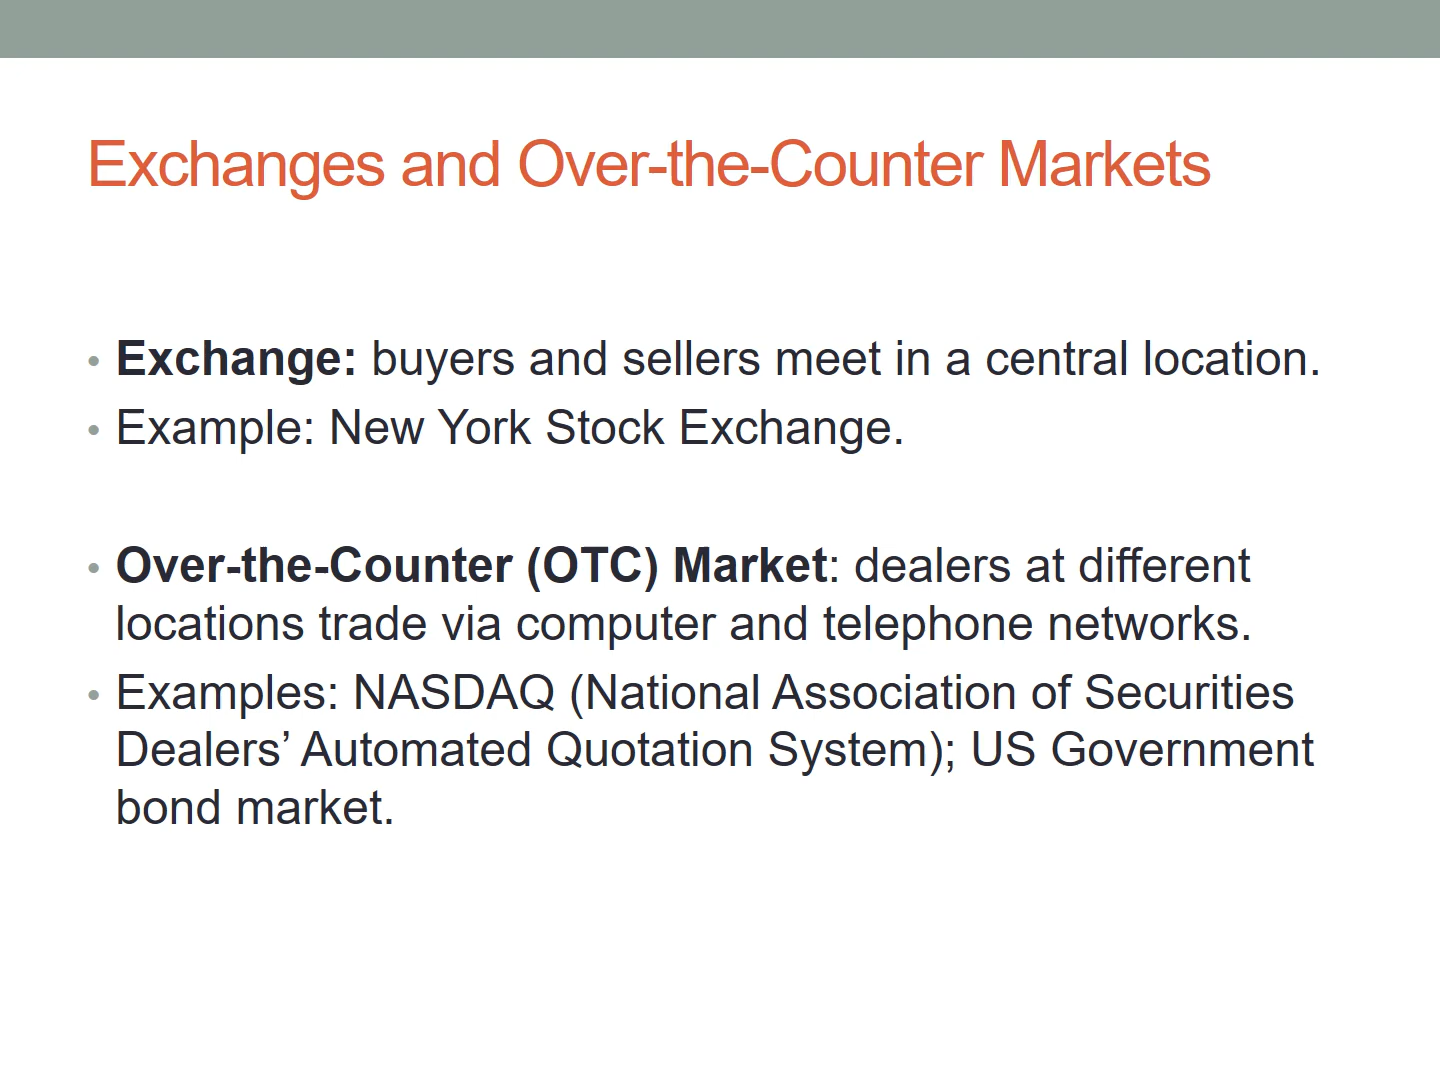 Exchanges and Over-the-Counter Markets
• Exchange: buyers and sellers meet in a central location.
• Example: New York Stock Exchange.
• Over-the-Counter (OTC) Market: dealers at different
locations trade via computer and telephone networks.
• Examples: NASDAQ (National Association of Securities
Dealers’ Automated Quotation System); US Government
bond market.